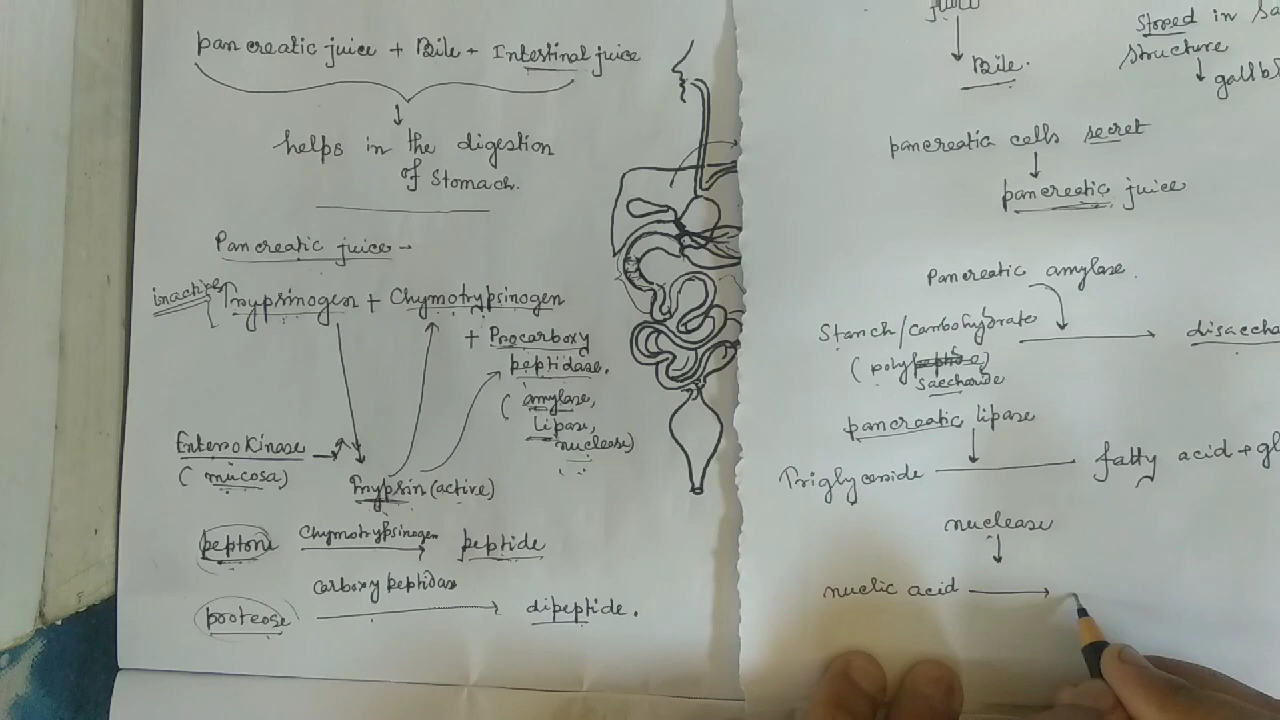 pancreatic juice + Bile + Intestinal juice
helps in the digestion
of stomach.
Pancreatic juice -
inactive Trypsinogen + Chymotrypsinogen
+ Procarboxy
peptidase.
( amylase,
Lipase,
nuclease)
Enterokinase
( mucosa)
Trypsin (active)
peptone Chymotrypsinogen peptide
carboxy peptidase
proteose dipeptide.
juice
Bile.
Stored in
structure
pancreatic cells secret
pancreatic juice
Pancreatic amylase.
Starch/carbohydrate
(poly
saccharide
pancreatic lipase
Triglyceride fatty acid +
nuclease
nuclic acid